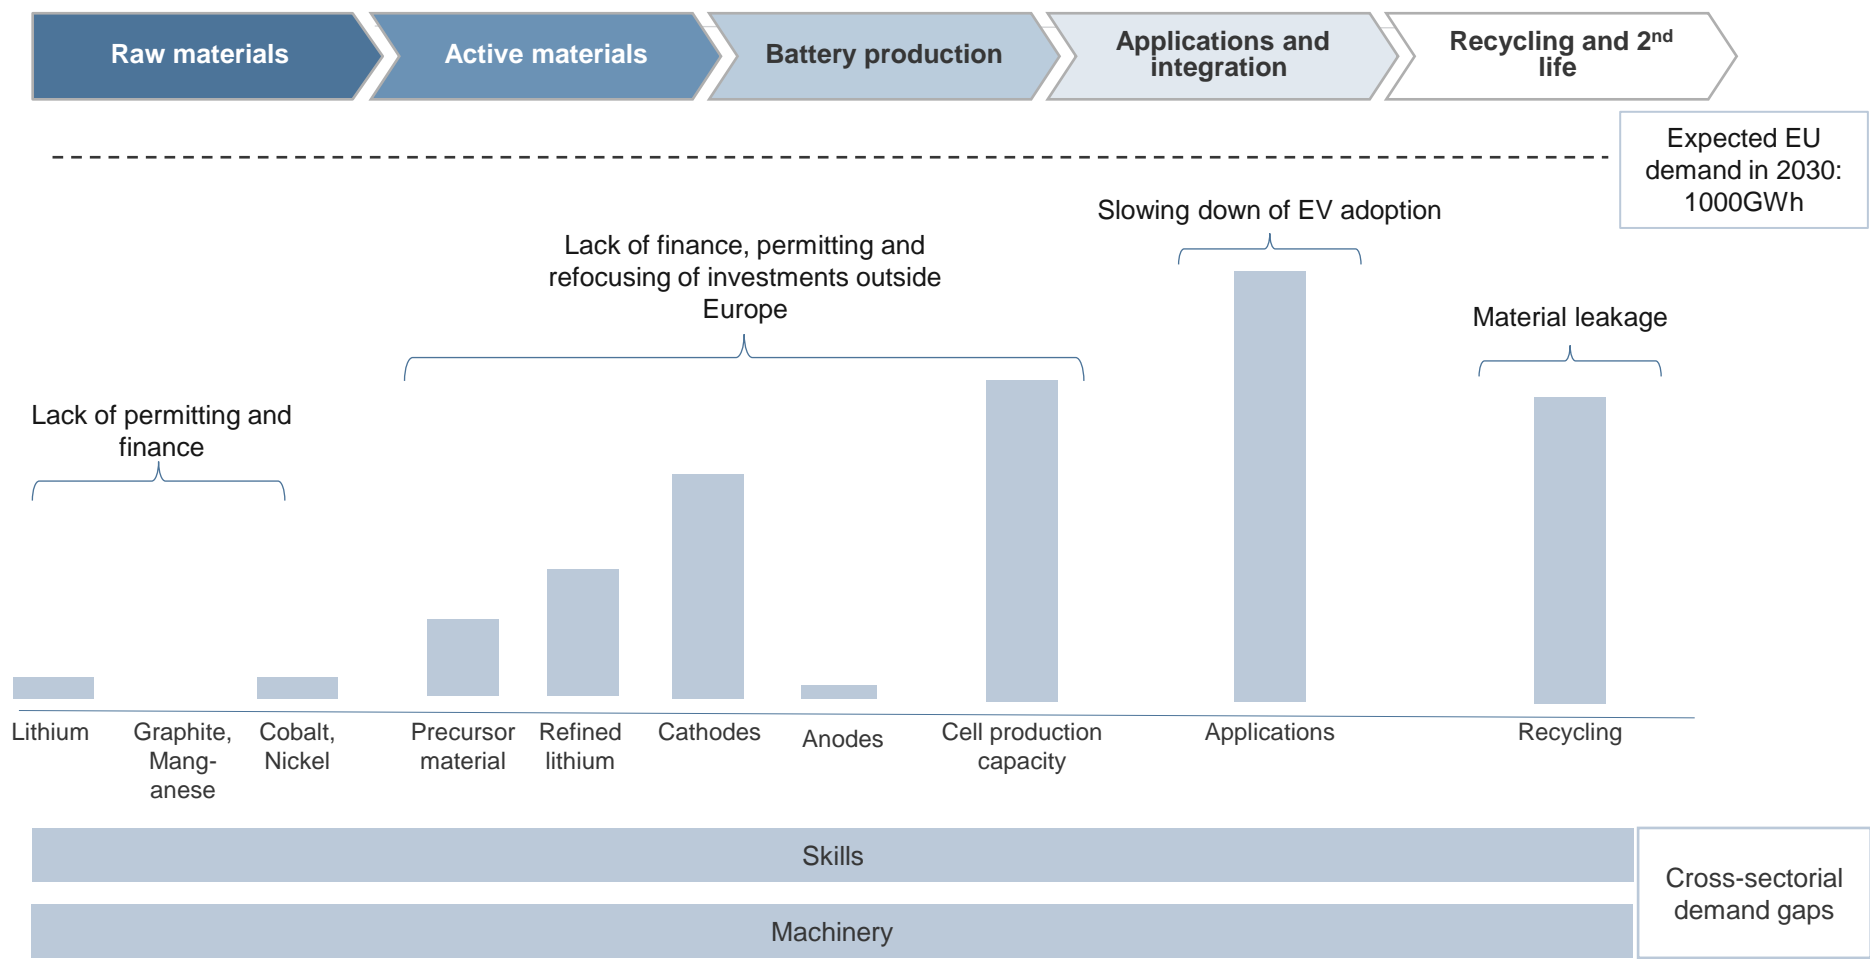 Raw materials
Active materials
Battery production
Applications and
integration
Recycling and 2nd
life
Expected EU
demand in 2030:
1000GWh
Slowing down of EV adoption
Lack of finance, permitting and
refocusing of investments outside
Europe
Material leakage
Lack of permitting and
finance
Lithium
Graphite,
Mang-
anese
Cobalt,
Nickel
Precursor
material
Refined
lithium
Cathodes
Anodes
Cell production
capacity
Applications
Recycling
Skills
Machinery
Cross-sectorial
demand gaps